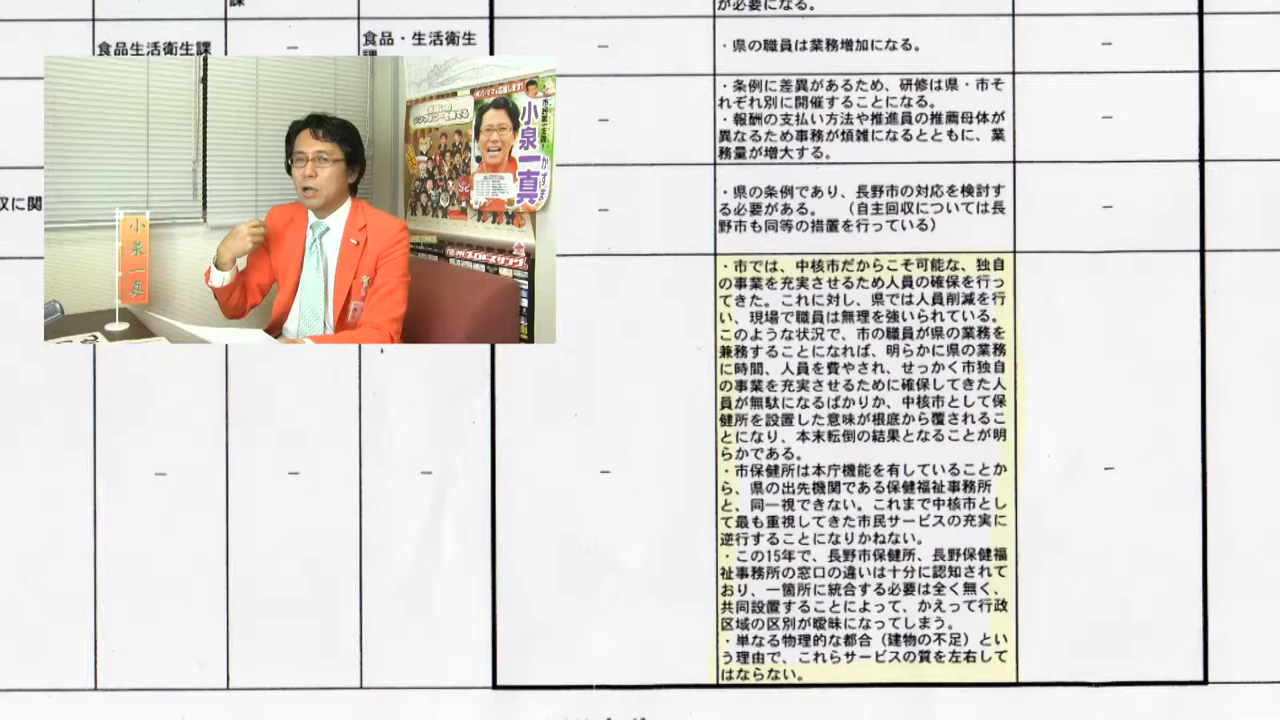 が必要になる。
課
食品生活衛生課
－
食品・生活衛生
課
－
・県の職員は業務増加になる。
－
－
・条例に差異があるため、研修は県・市そ
れぞれ別に開催することになる。
・報酬の支払い方法や推進員の推薦母体が
異なるため事務が煩雑になるとともに、業
務量が増大する。
－
収に関
－
・県の条例であり、長野市の対応を検討す
る必要がある。　（自主回収については長
野市も同等の措置を行っている）
－
小泉一真
小泉一真
かずま
信州プロレスリング
－
－
－
－
・市では、中核市だからこそ可能な、独自
の事業を充実させるため人員の確保を行っ
てきた。これに対し、県では人員削減を行
い、現場で職員は無理を強いられている。
このような状況で、市の職員が県の業務を
兼務することになれば、明らかに県の業務
に時間、人員を費やされ、せっかく市独自
の事業を充実させるために確保してきた人
員が無駄になるばかりか、中核市として保
健所を設置した意味が根底から覆されるこ
とになり、本末転倒の結果となることが明
らかである。
・市保健所は本庁機能を有していることか
ら、県の出先機関である保健福祉事務所
と、同一視できない。これまで中核市とし
て最も重視してきた市民サービスの充実に
逆行することになりかねない。
・この15年で、長野市保健所、長野保健福
祉事務所の窓口の違いは十分に認知されて
おり、一箇所に統合する必要は全く無く、
共同設置することによって、かえって行政
区域の区別が曖昧になってしまう。
・単なる物理的な都合（建物の不足）とい
う理由で、これらサービスの質を左右して
はならない。
－